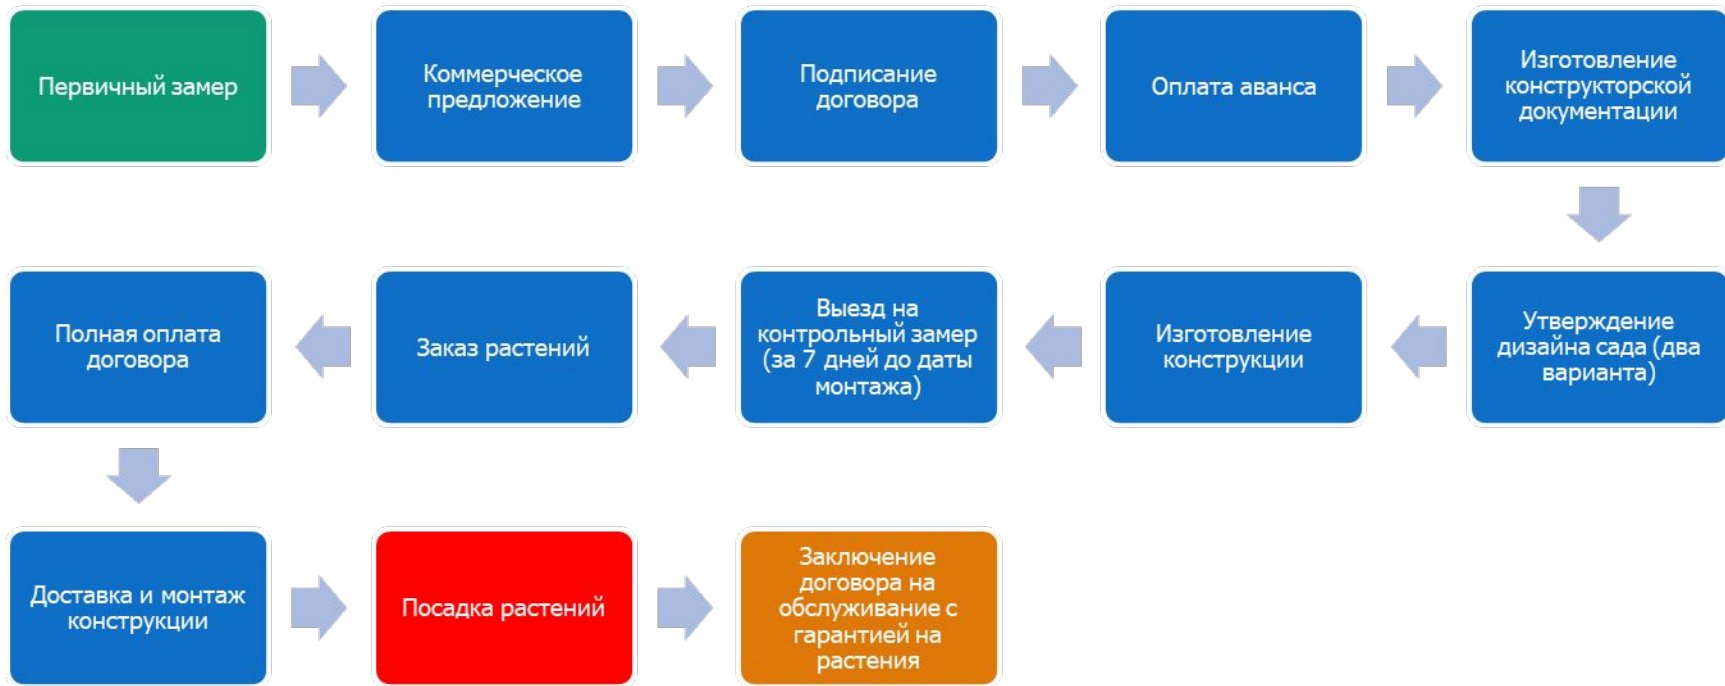 Первичный замер
Коммерческое
предложение
Подписание
договора
Оплата аванса
Изготовление
конструкторской
документации
Утверждение
дизайна сада (два
варианта)
Изготовление
конструкции
Выезд на
контрольный замер
(за 7 дней до даты
монтажа)
Заказ растений
Полная оплата
договора
Доставка и монтаж
конструкции
Посадка растений
Заключение
договора на
обслуживание с
гарантией на
растения